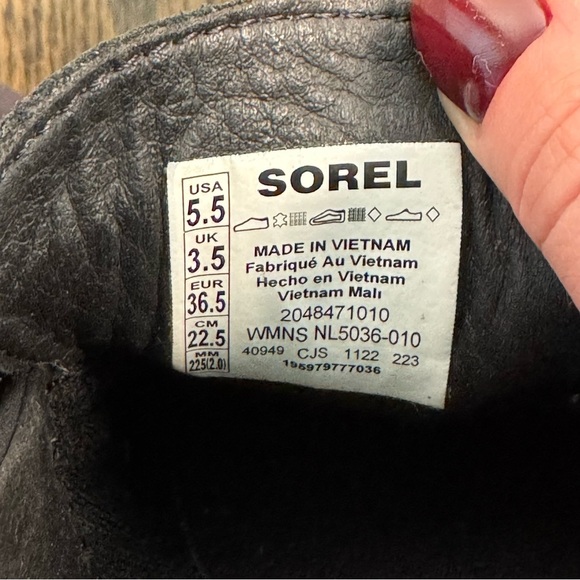 USA
5.5
UK
3.5
EUR
36.5
CM
22.5
MM
225(2.0)
SOREL
MADE IN VIETNAM
Fabriqué Au Vietnam
Hecho en Vietnam
Vietnam Malı
2048471010
WMNS NL5036-010
40949 CJS 1122 223
195979777036